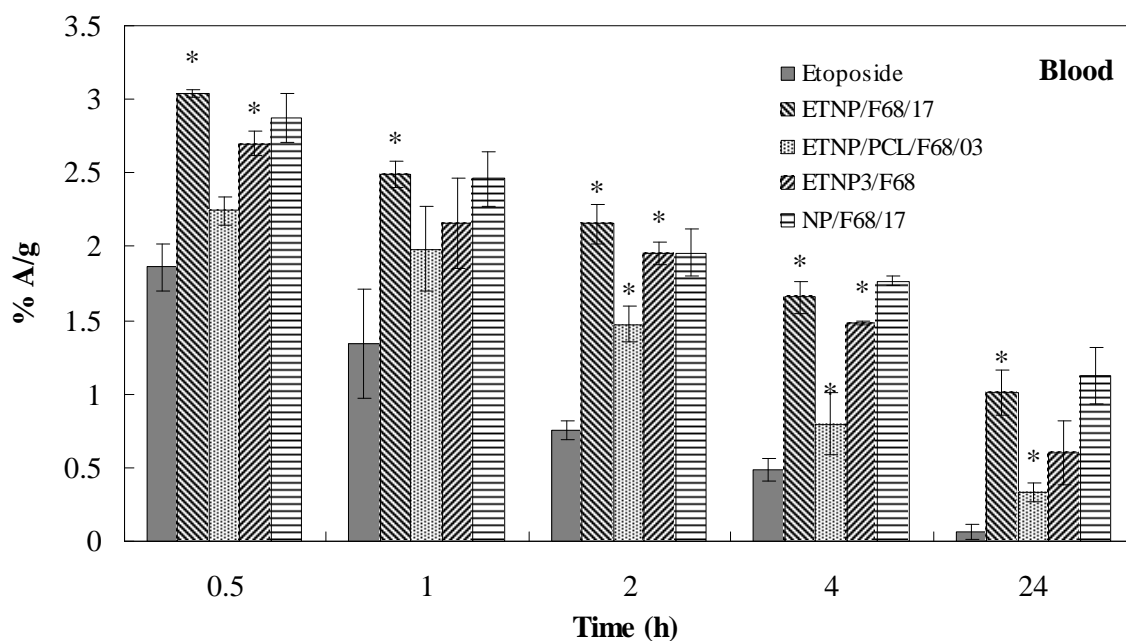 3.5
3
2.5
2
1.5
1
0.5
0
% A/g
Blood
Etoposide
ETNP/F68/17
ETNP/PCL/F68/03
ETNP3/F68
NP/F68/17
* *
*
* *
*
* *
*
*
*
0.5 1 2 4 24
Time (h)